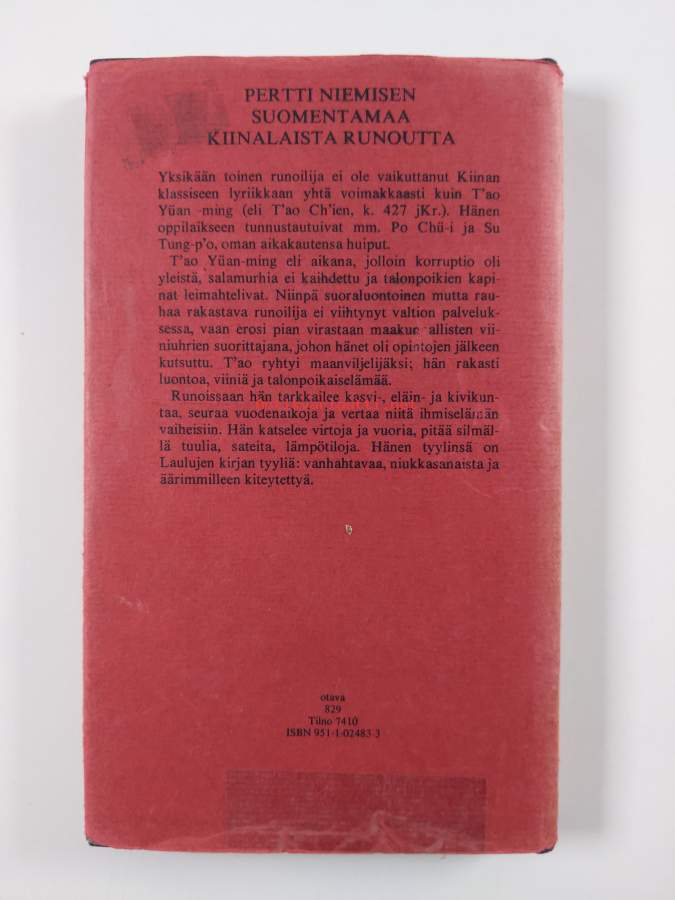 PERTTI NIEMISEN
SUOMENTAMAA
KIINALAISTA RUNOUTTA
Yksikään toinen runoilija ei ole vaikuttanut Kiinan
klassiseen lyriikkaan yhtä voimakkaasti kuin T'ao
Yüan -ming (eli T'ao Ch'ien, k. 427 jKr.). Hänen
oppilaikseen tunnustautuivat mm. Po Chü-i ja Su
Tung-p'o, oman aikakautensa huiput.
T'ao Yüan-ming eli aikana, jolloin korruptio oli
yleistä, salamurhia ei kaihdettu ja talonpoikien kapi-
nat leimahtelivat. Niinpä suoraluontoinen mutta rau-
haa rakastava runoilija ei viihtynyt valtion palveluk-
sessa, vaan erosi pian virastaan maakunnallisten vii-
niuhrien suorittajana, johon hänet oli opintojen jälkeen
kutsuttu. T'ao ryhtyi maanviljelijäksi; hän rakasti
luontoa, viiniä ja talonpoikaiselämää.
Runoissaan hän tarkkailee kasvi-, eläin- ja kivikun-
taa, seuraa vuodenaikoja ja vertaa niitä ihmiselämän
vaiheisiin. Hän katselee virtoja ja vuoria, pitää silmäl-
lä tuulia, sateita, lämpötiloja. Hänen tyylinsä on
Laulujen kirjan tyyliä: vanhahtavaa, niukkasanaista ja
äärimmilleen kiteytettyä.
otava
829
Tilno 7410
ISBN 951-1-02483-3